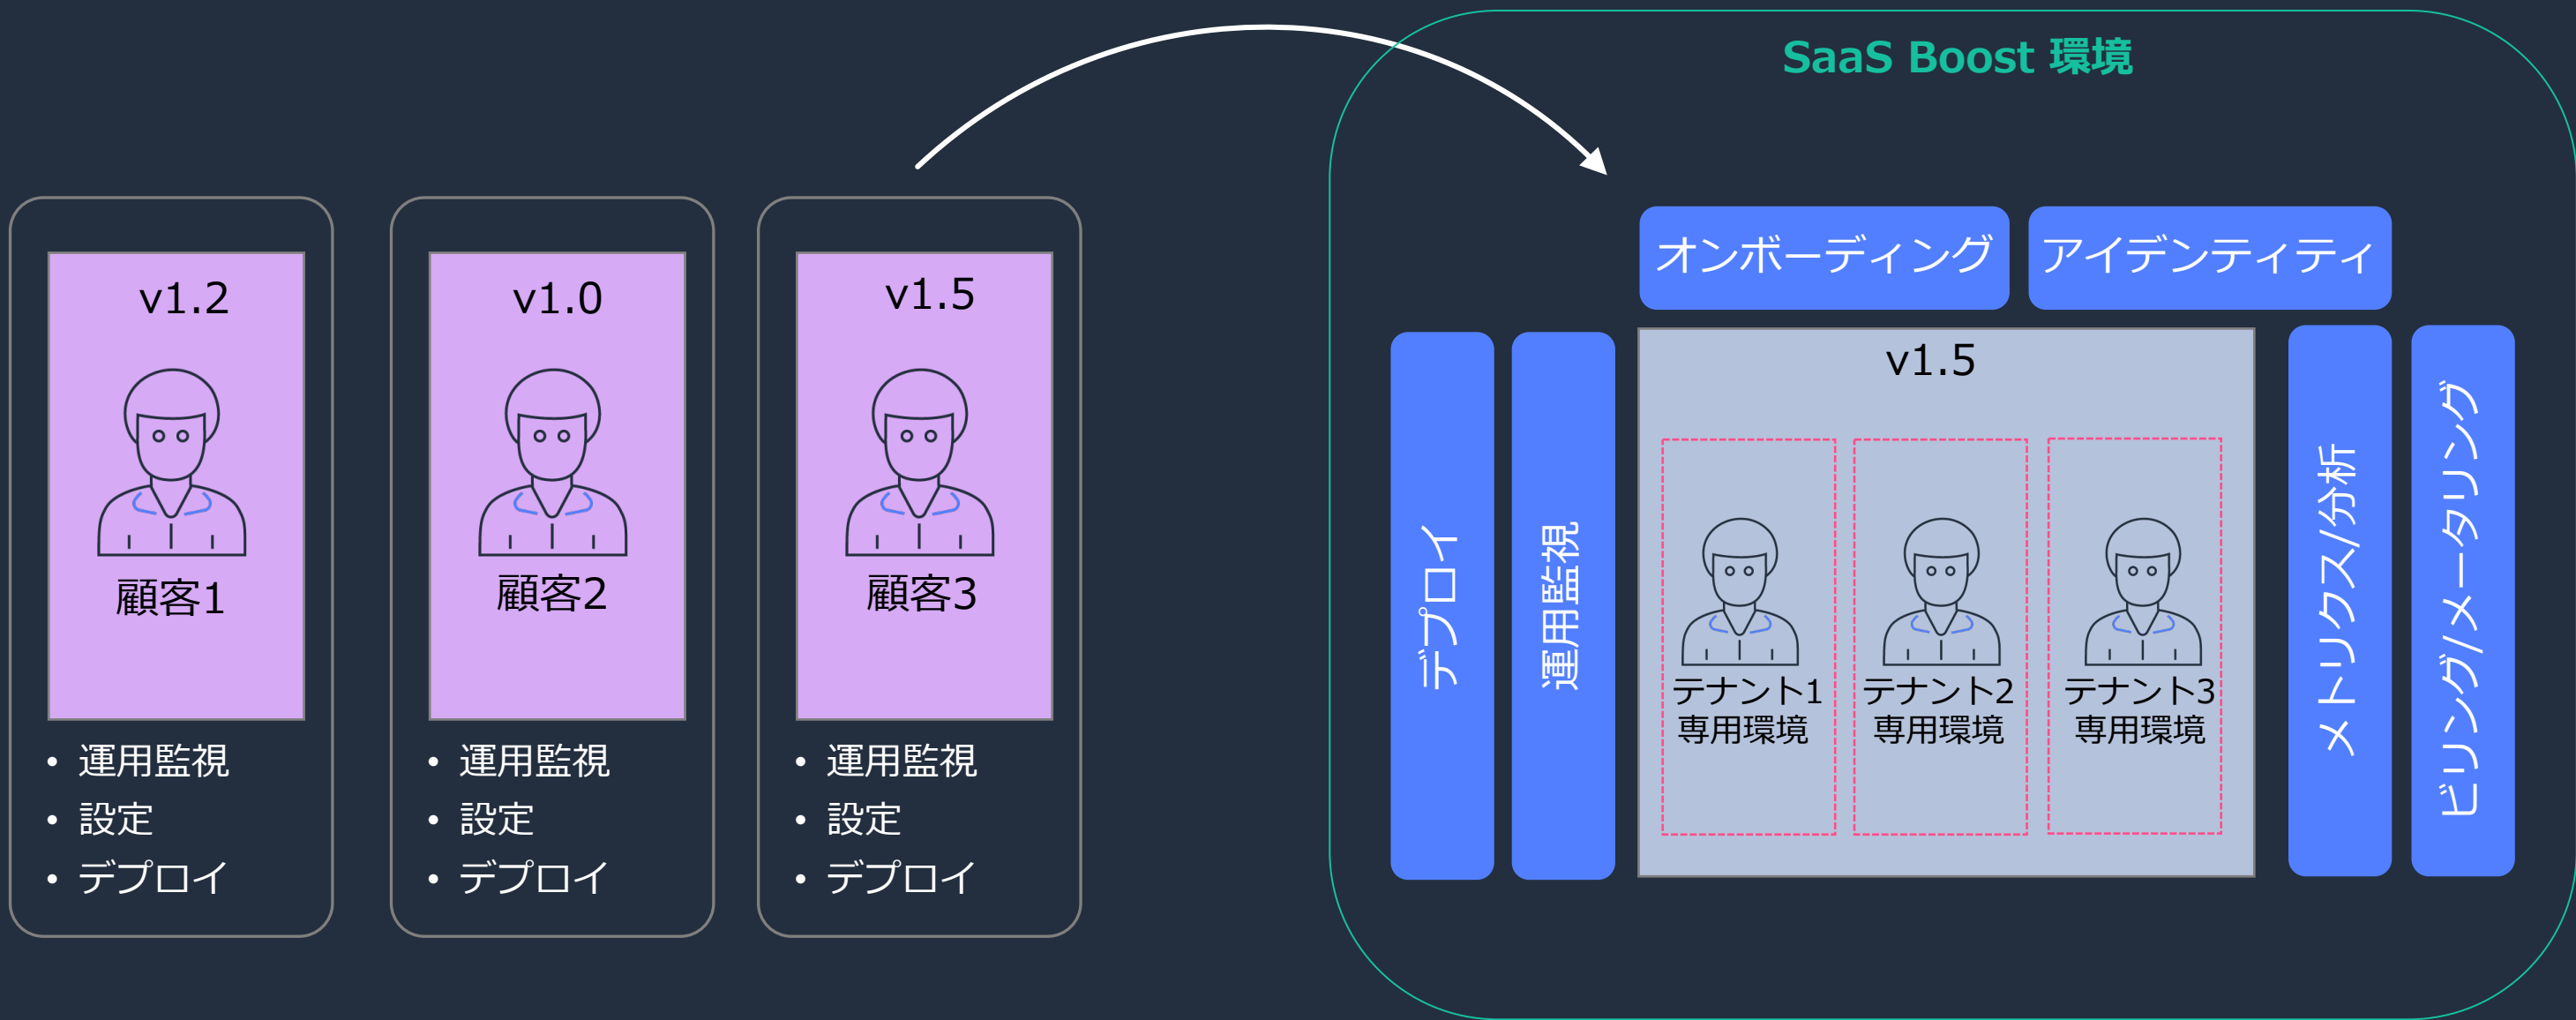 SaaS Boost 環境
v1.2
顧客1
• 運用監視
• 設定
• デプロイ
v1.0
顧客2
• 運用監視
• 設定
• デプロイ
v1.5
顧客3
• 運用監視
• 設定
• デプロイ
オンボーディング
アイデンティティ
デプロイ
運用監視
v1.5
テナント1
専用環境
テナント2
専用環境
テナント3
専用環境
メトリクス/分析
ビリング/メータリング